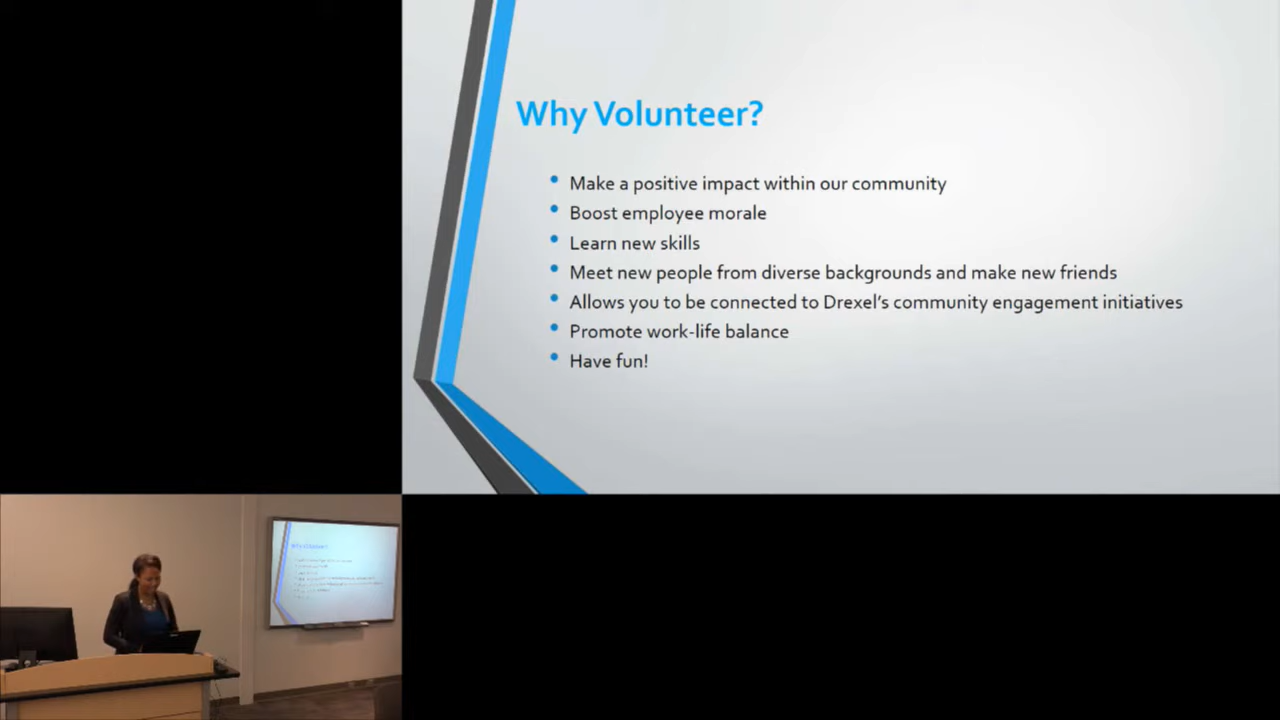 Why Volunteer?
• Make a positive impact within our community
• Boost employee morale
• Learn new skills
• Meet new people from diverse backgrounds and make new friends
• Allows you to be connected to Drexel's community engagement initiatives
• Promote work-life balance
• Have fun!